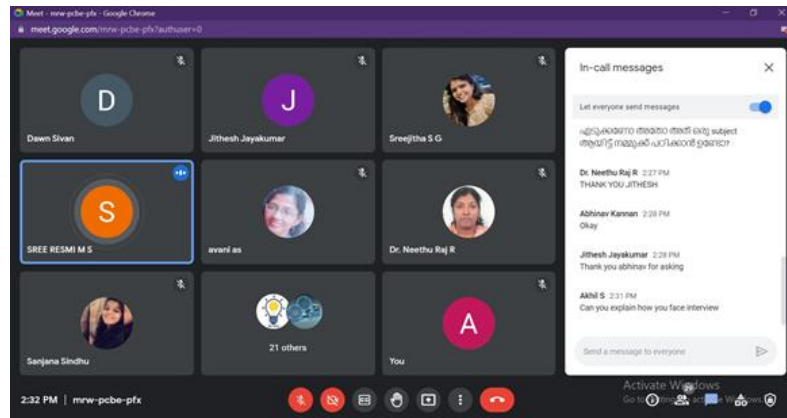 Meet - mrw-pcbe-pfx - Google Chrome
meet.google.com/mrw-pcbe-pfx?authuser=0
D
Dawn Sivan
J
Jithesh Jayakumar
Sreejitha S G
S
SREE RESMI M S
avani as
Dr. Neethu Raj R
Sanjana Sindhu
21 others
A
You
In-call messages
Let everyone send messages
എടുക്കണോ അതോ അത് ഒരു subject
ആയിട്ട് നമുക്ക് പഠിക്കാൻ ഉണ്ടോ?
Dr. Neethu Raj R 2:27 PM
THANK YOU JITHESH
Abhinav Kannan 2:28 PM
Okay
Jithesh Jayakumar 2:28 PM
Thank you abhinav for asking
Akhil S 2:31 PM
Can you explain how you face interview
Send a message to everyone
Activate Windows
Go to
2:32 PM | mrw-pcbe-pfx
29